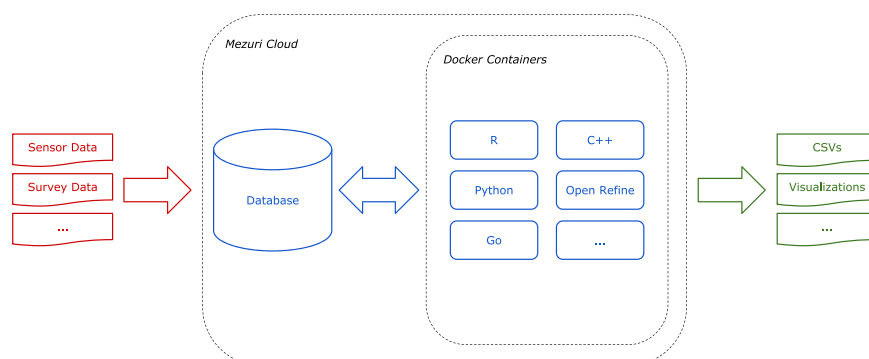 Mezuri Cloud
Docker Containers
Sensor Data
Survey Data
...
Database
R
C++
Python
Open Refine
Go
...
CSVs
Visualizations
...